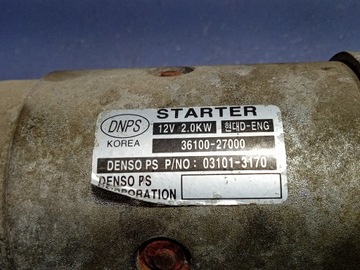 DNPS
KOREA
STARTER
12V 2.0KW 현대D-ENG
36100-27000
DENSO PS P/NO: 03101-3170
DENSO PS
RPORATION